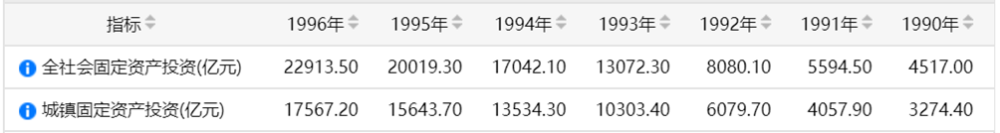 指标 1996年 1995年 1994年 1993年 1992年 1991年 1990年
全社会固定资产投资(亿元) 22913.50 20019.30 17042.10 13072.30 8080.10 5594.50 4517.00
城镇固定资产投资(亿元) 17567.20 15643.70 13534.30 10303.40 6079.70 4057.90 3274.40